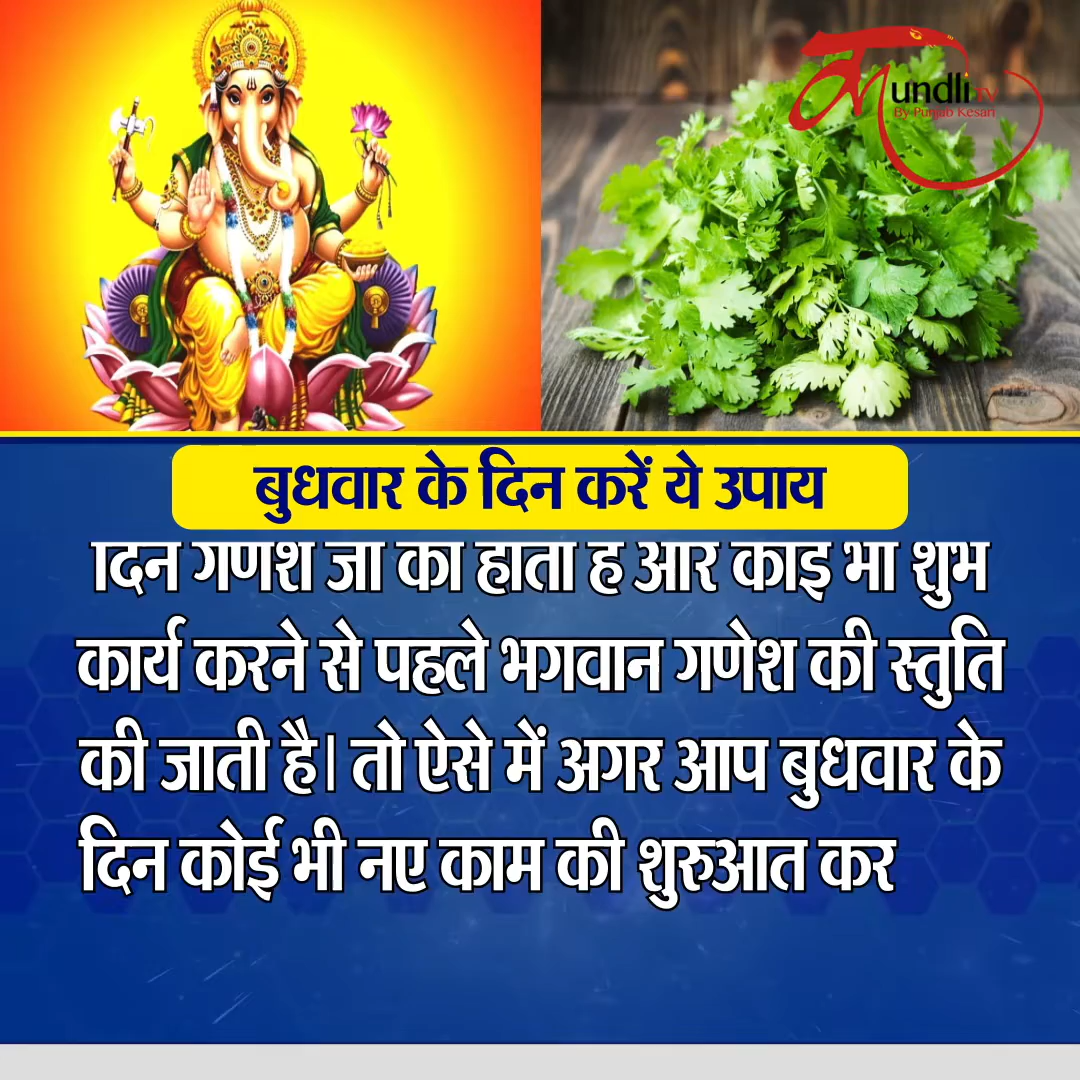 कुundli TV
By Punjab Kesari
बुधवार के दिन करें ये उपाय
दिन गणेश जी का होता है और कोई भी शुभ
कार्य करने से पहले भगवान गणेश की स्तुति
की जाती है। तो ऐसे में अगर आप बुधवार के
दिन कोई भी नए काम की शुरुआत कर